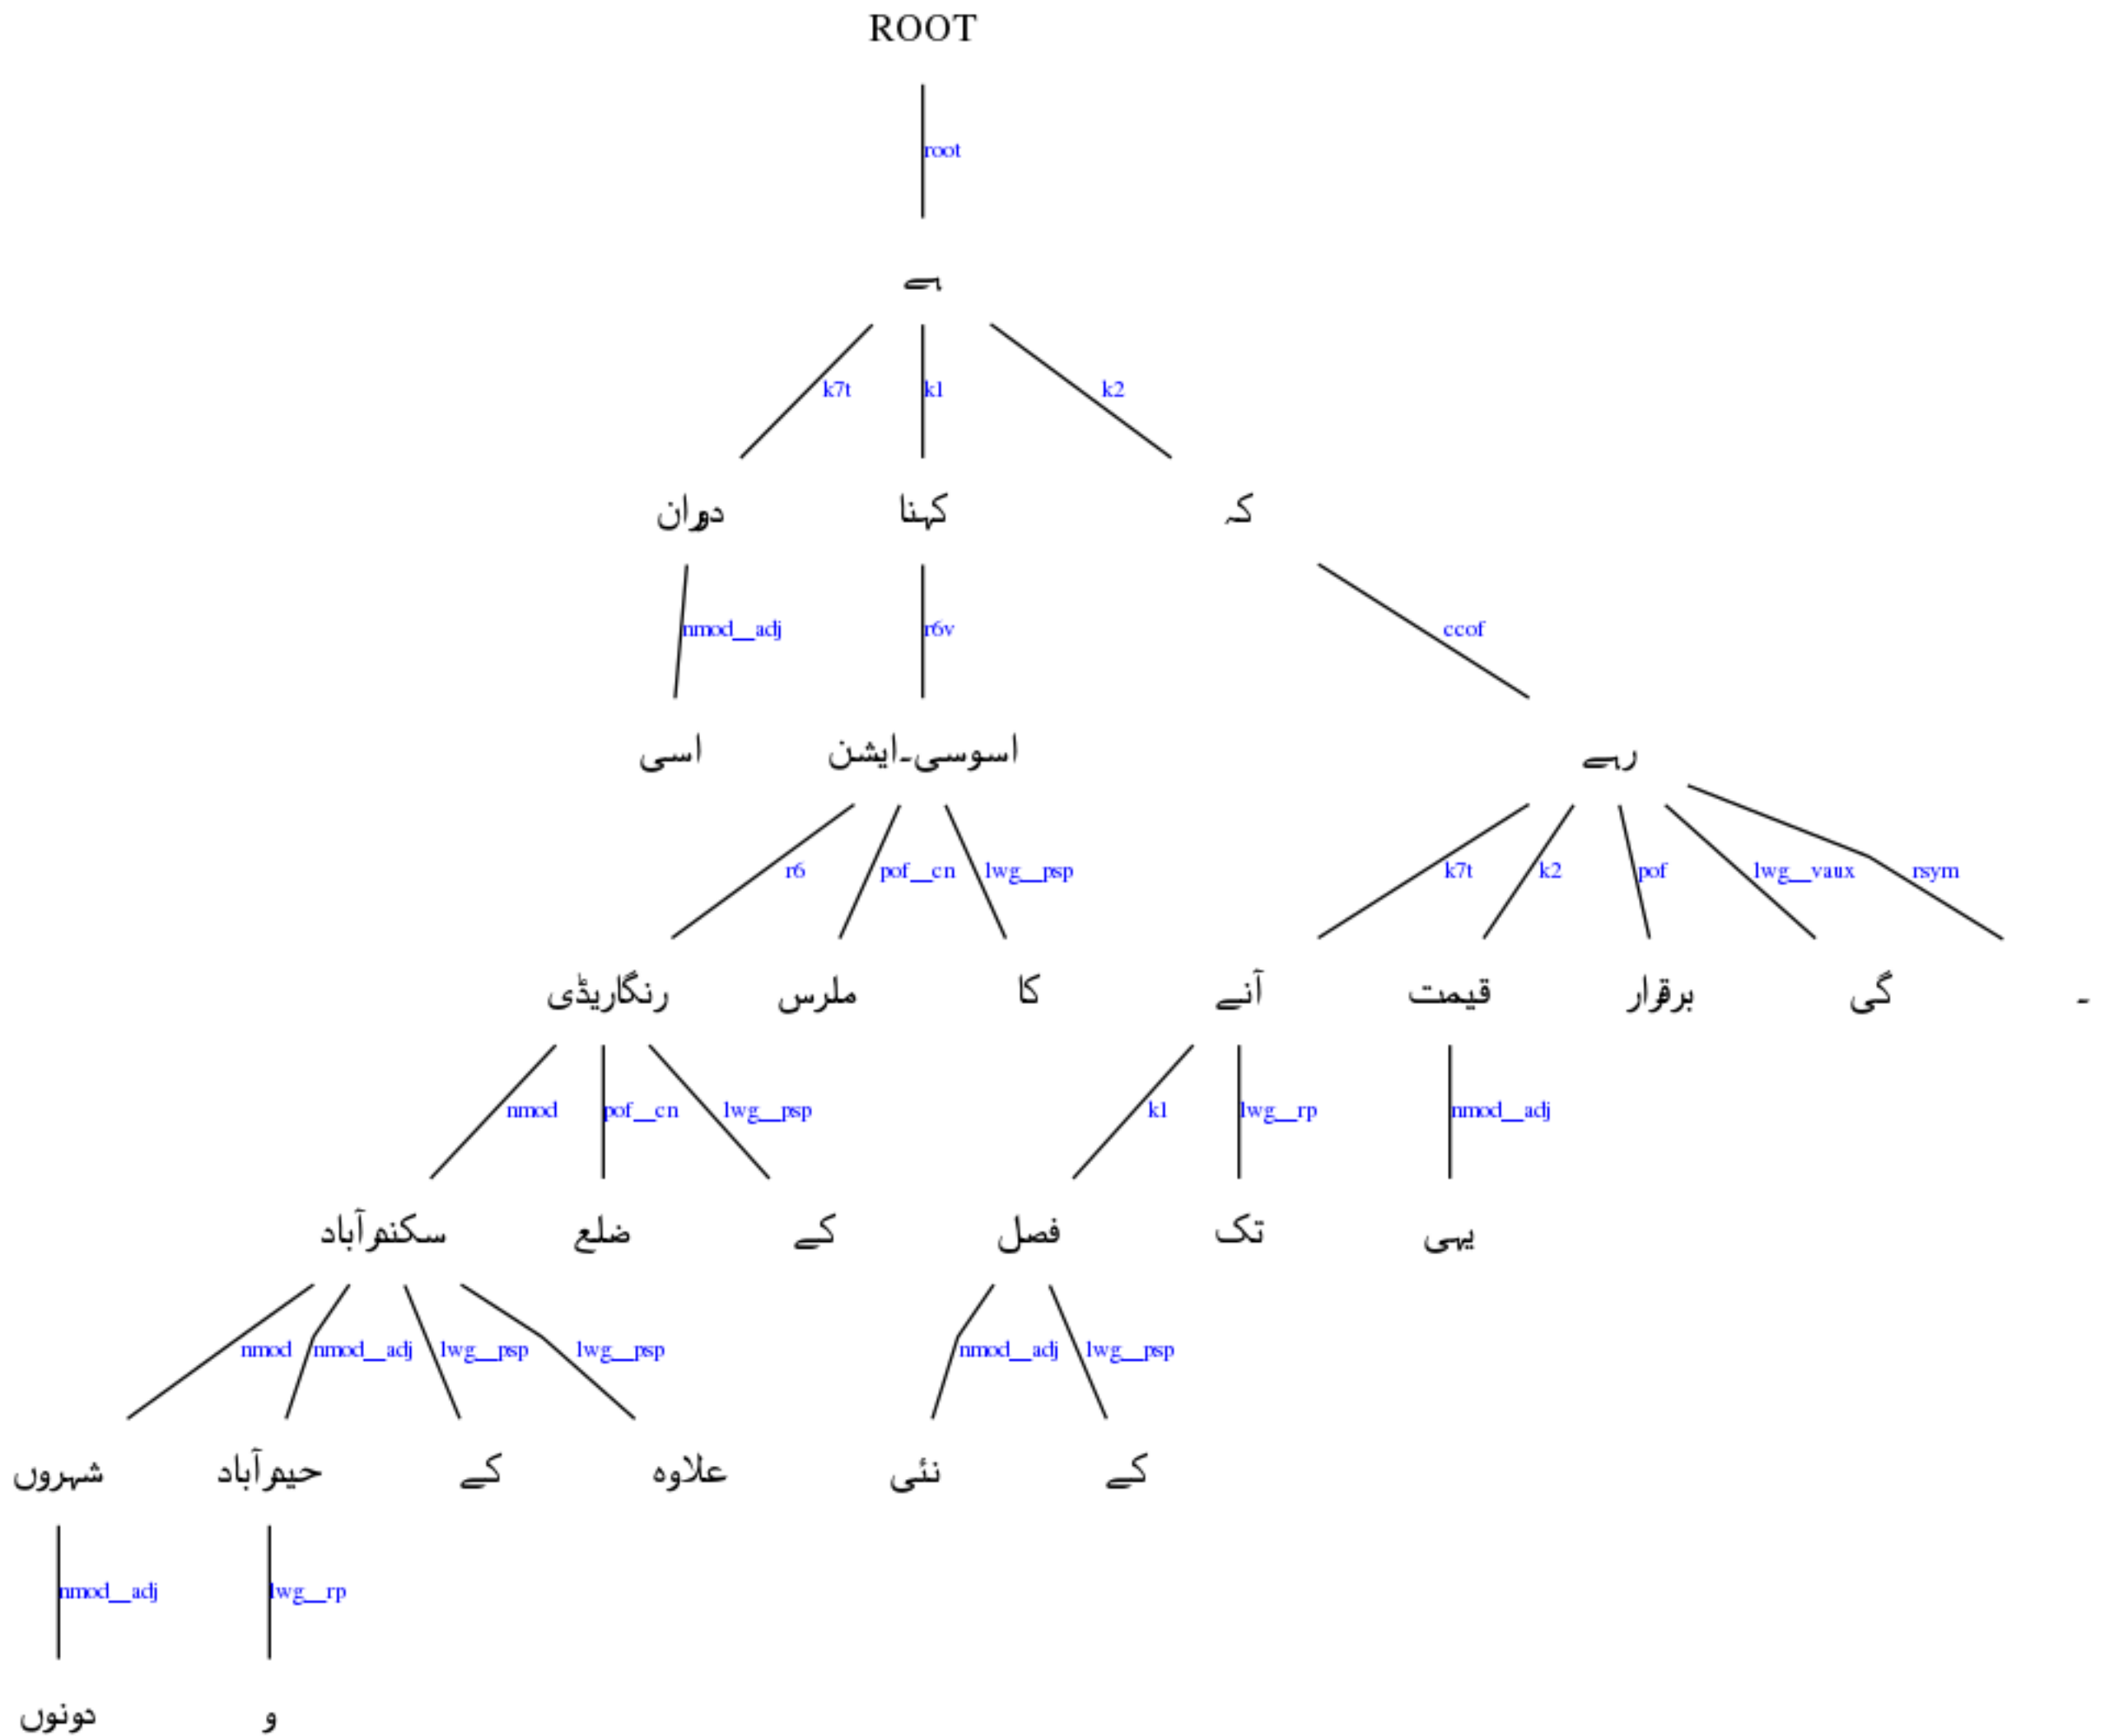 ROOT
root
ہے
k7t k1 k2
دوران کہنا کہ
nmod__adj r6v ccof
اسی اسوسی۔ایشن رہے
r6 pof__cn lwg__psp k7t k2 pof lwg__vaux rsym
رنگاریڈی ملرس کا آنے قیمت برقرار گی ۔
nmod pof__cn lwg__psp k1 lwg__rp nmod__adj
سکندرآباد ضلع کے فصل تک یہی
nmod nmod__adj lwg__psp lwg__psp nmod__adj lwg__psp
شہروں حیدرآباد کے علاوہ نئی کے
nmod__adj lwg__rp
دونوں و